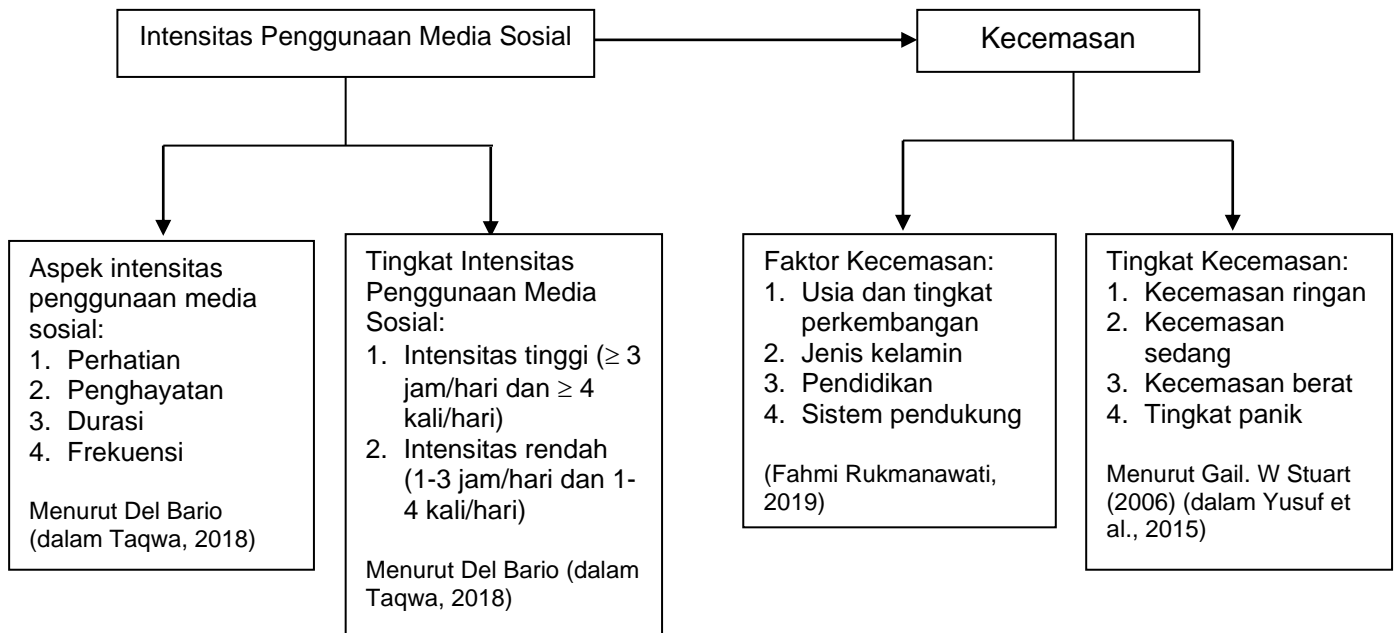 Intensitas Penggunaan Media Sosial
Kecemasan
Aspek intensitas
penggunaan media
sosial:
1. Perhatian
2. Penghayatan
3. Durasi
4. Frekuensi
Menurut Del Bario
(dalam Taqwa, 2018)
Tingkat Intensitas
Penggunaan Media
Sosial:
1. Intensitas tinggi (≥ 3
jam/hari dan ≥ 4
kali/hari)
2. Intensitas rendah
(1-3 jam/hari dan 1-
4 kali/hari)
Menurut Del Bario (dalam
Taqwa, 2018)
Faktor Kecemasan:
1. Usia dan tingkat
perkembangan
2. Jenis kelamin
3. Pendidikan
4. Sistem pendukung
(Fahmi Rukmanawati,
2019)
Tingkat Kecemasan:
1. Kecemasan ringan
2. Kecemasan
sedang
3. Kecemasan berat
4. Tingkat panik
Menurut Gail. W Stuart
(2006) (dalam Yusuf et
al., 2015)